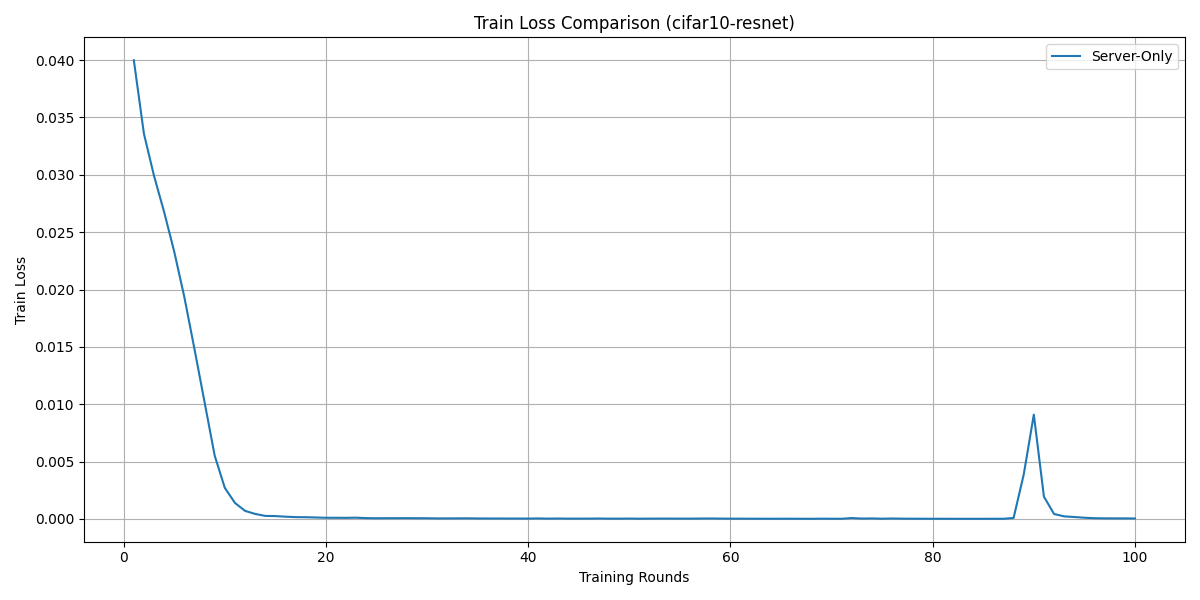 Train Loss Comparison (cifar10-resnet)
Server-Only
Train Loss
0.040
0.035
0.030
0.025
0.020
0.015
0.010
0.005
0.000
0 20 40 60 80 100
Training Rounds